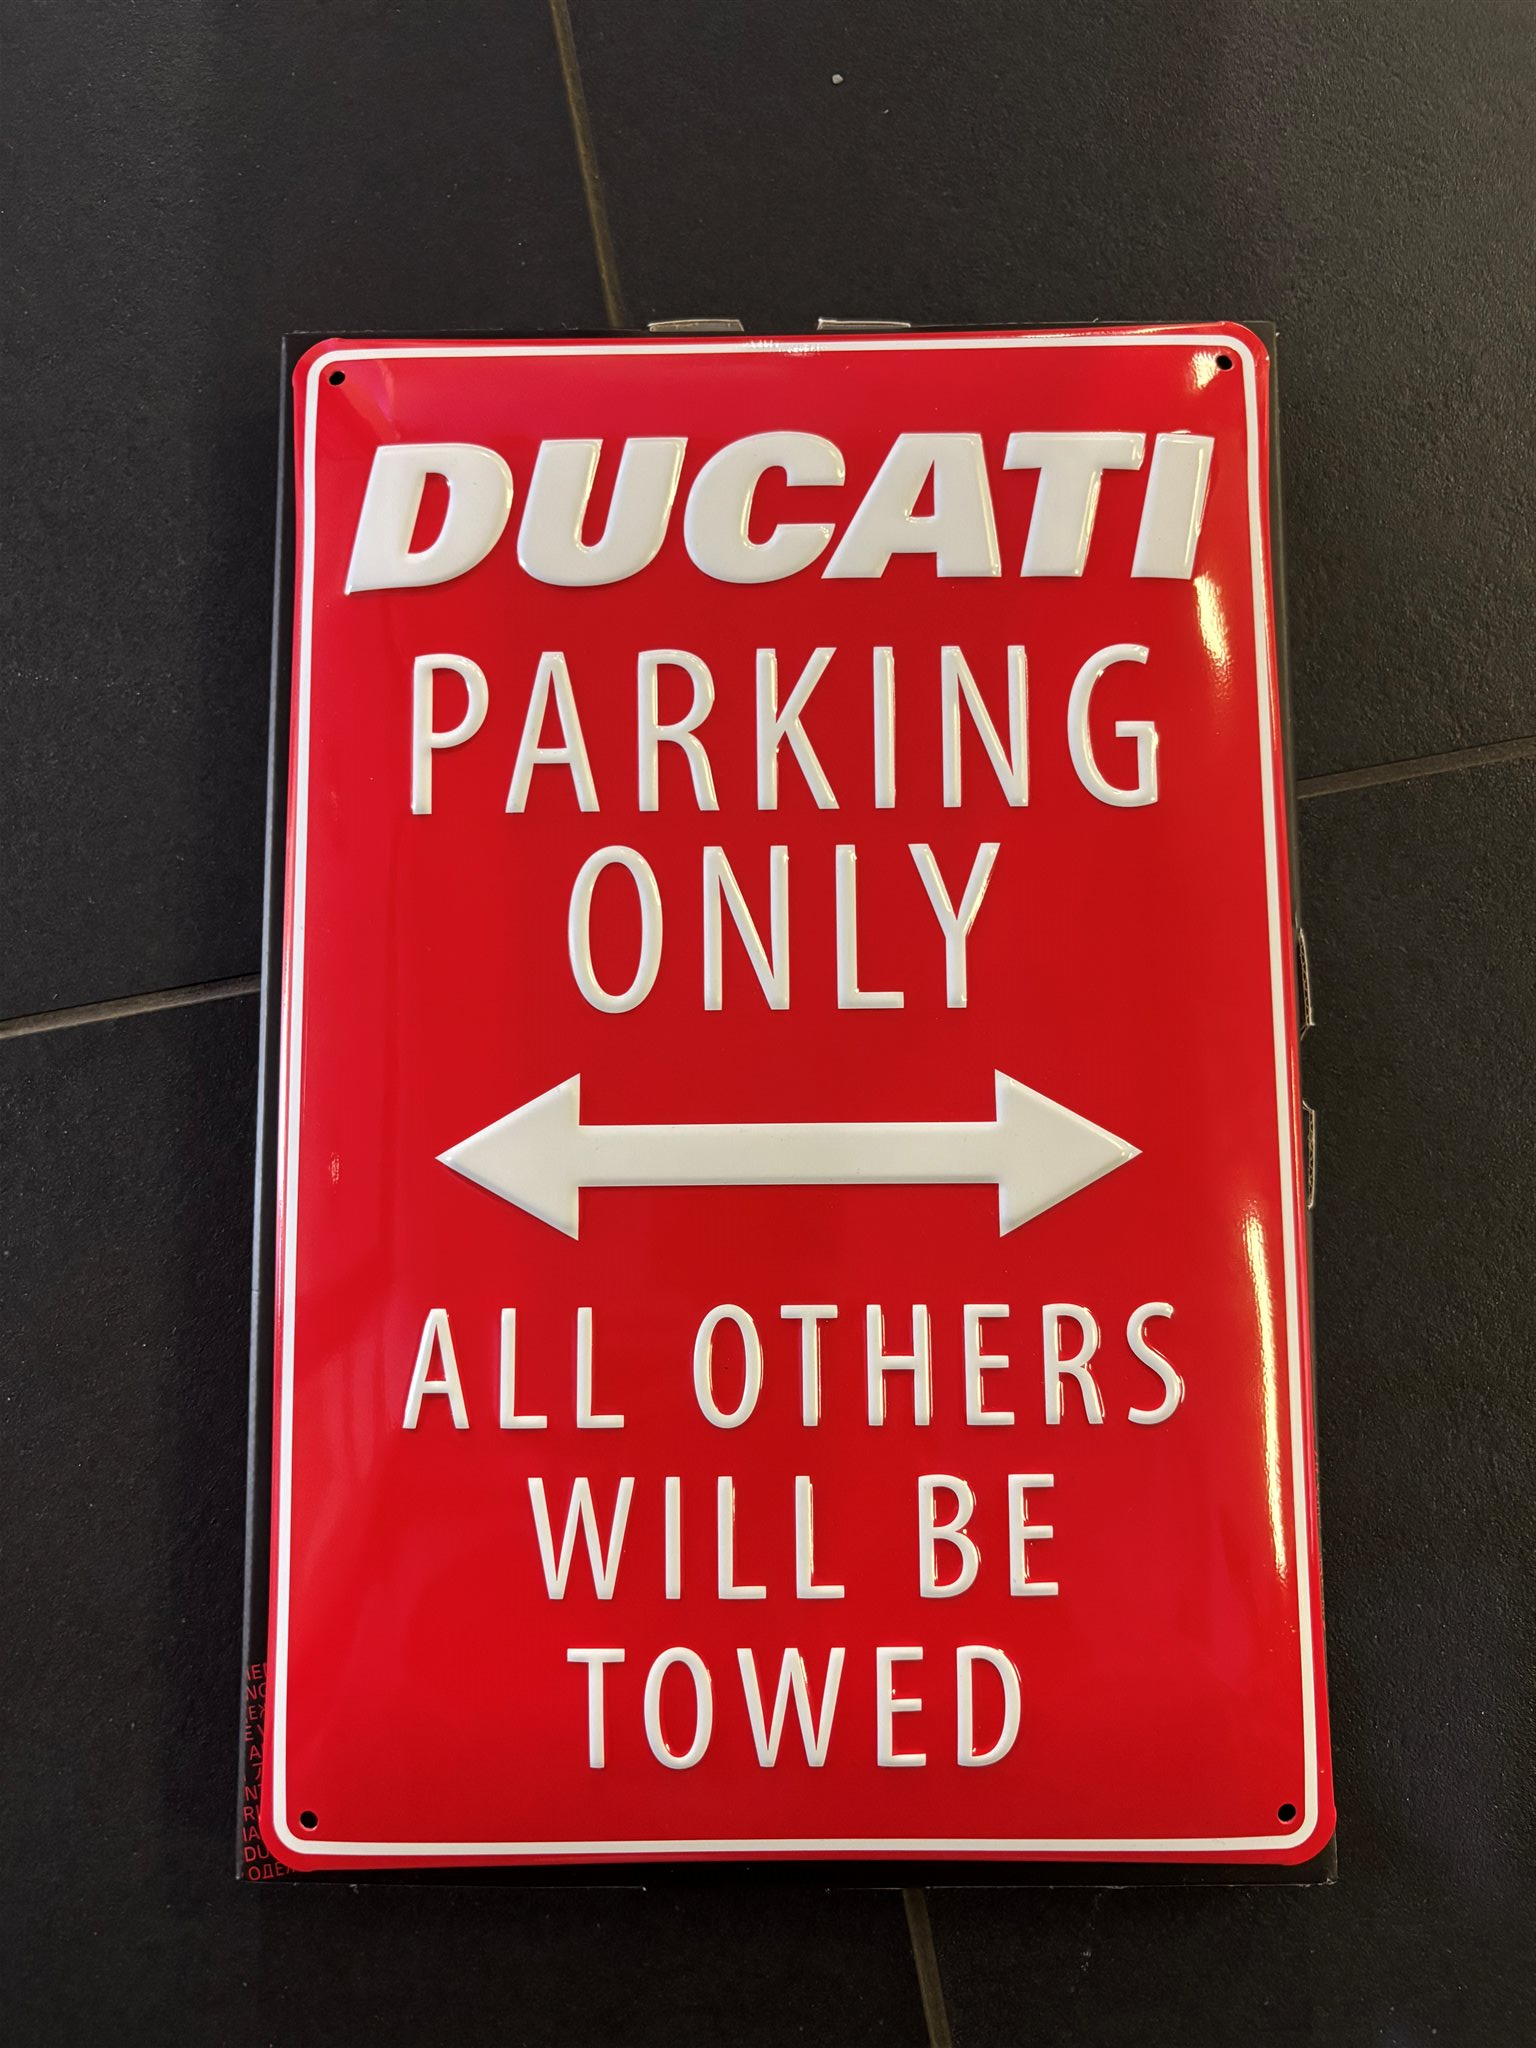 DUCATI
PARKING
ONLY
ALL OTHERS
WILL BE
TOWED